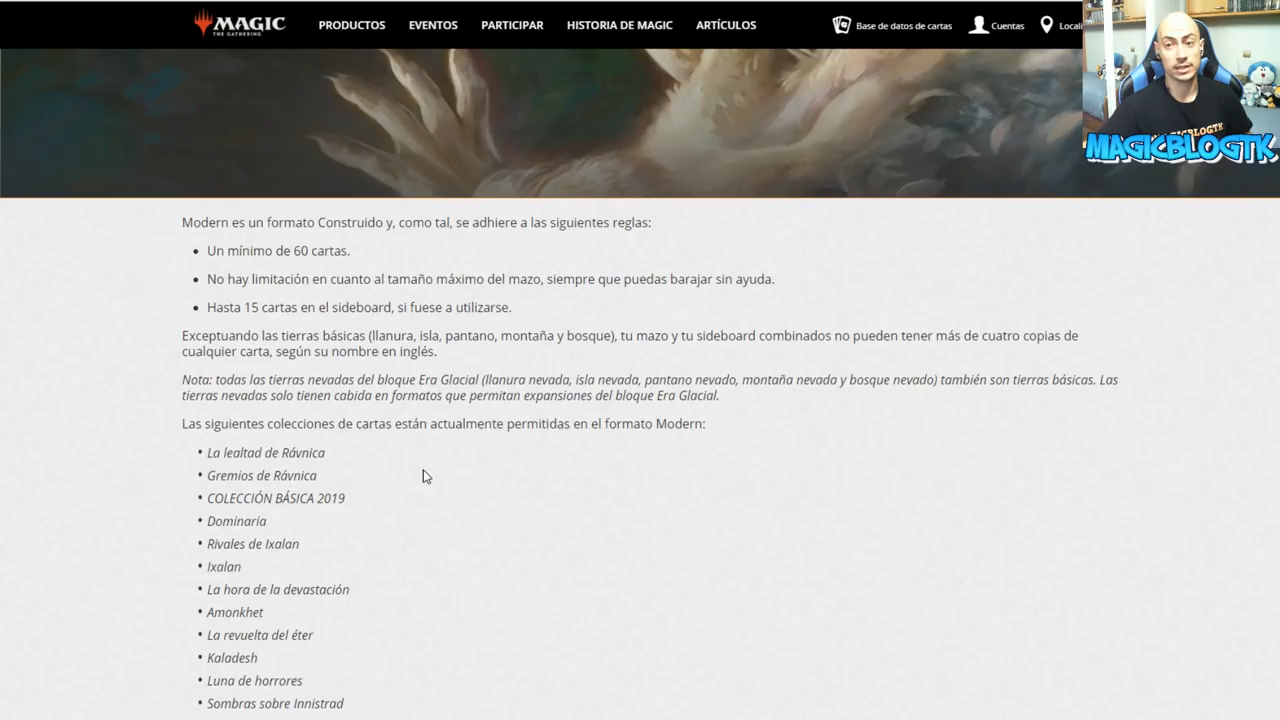 MAGIC
THE GATHERING
PRODUCTOS
EVENTOS
PARTICIPAR
HISTORIA DE MAGIC
ARTÍCULOS
Base de datos de cartas
Cuentas
Locali
MAGICBLOGTK
Modern es un formato Construido y, como tal, se adhiere a las siguientes reglas:
• Un mínimo de 60 cartas.
• No hay limitación en cuanto al tamaño máximo del mazo, siempre que puedas barajar sin ayuda.
• Hasta 15 cartas en el sideboard, si fuese a utilizarse.
Exceptuando las tierras básicas (llanura, isla, pantano, montaña y bosque), tu mazo y tu sideboard combinados no pueden tener más de cuatro copias de
cualquier carta, según su nombre en inglés.
Nota: todas las tierras nevadas del bloque Era Glacial (llanura nevada, isla nevada, pantano nevado, montaña nevada y bosque nevado) también son tierras básicas. Las
tierras nevadas solo tienen cabida en formatos que permitan expansiones del bloque Era Glacial.
Las siguientes colecciones de cartas están actualmente permitidas en el formato Modern:
• La lealtad de Rávnica
• Gremios de Rávnica
• COLECCIÓN BÁSICA 2019
• Dominaria
• Rivales de Ixalan
• Ixalan
• La hora de la devastación
• Amonkhet
• La revuelta del éter
• Kaladesh
• Luna de horrores
• Sombras sobre Innistrad